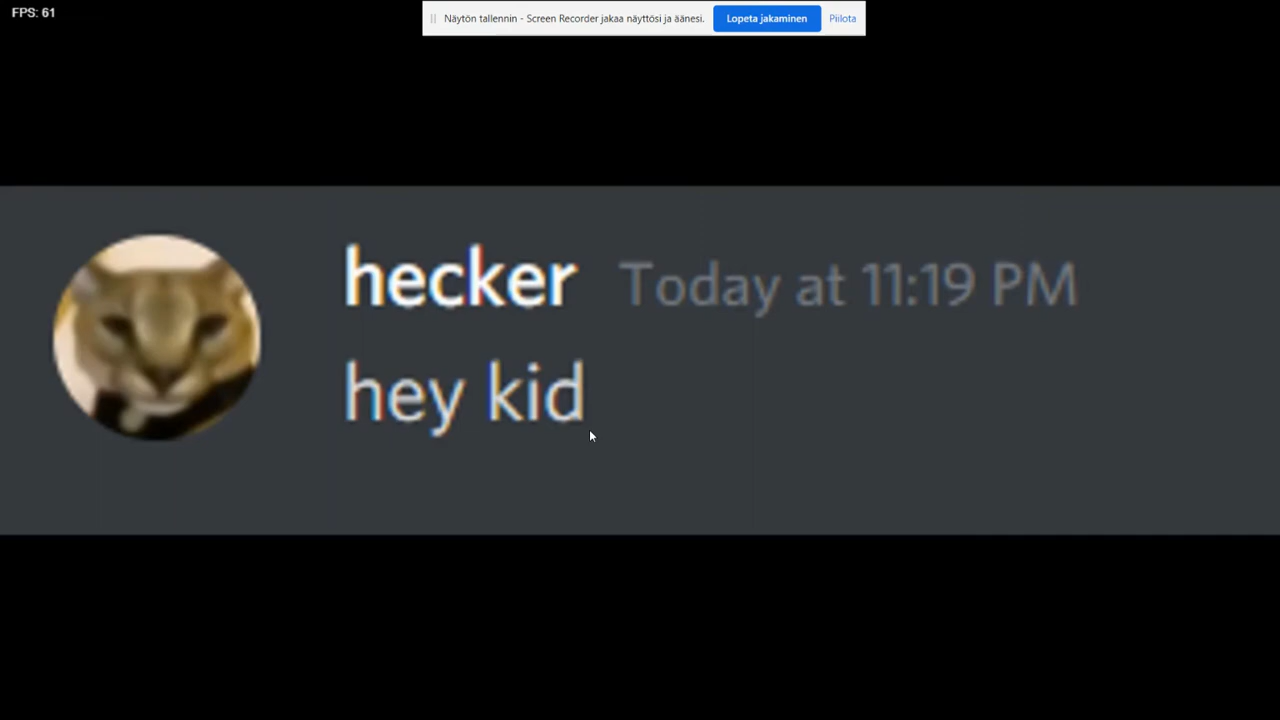 FPS: 61
Näytön tallennin - Screen Recorder jakaa näyttösi ja äänesi.
Lopeta jakaminen
Piilota
hecker Today at 11:19 PM
hey kid